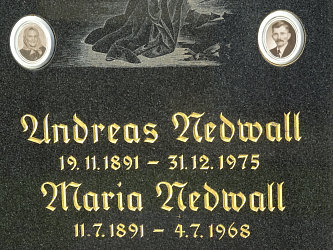 Andreas Nedwall
19.11.1891 – 31.12.1975
Maria Nedwall
11.7.1891 – 4.7.1968